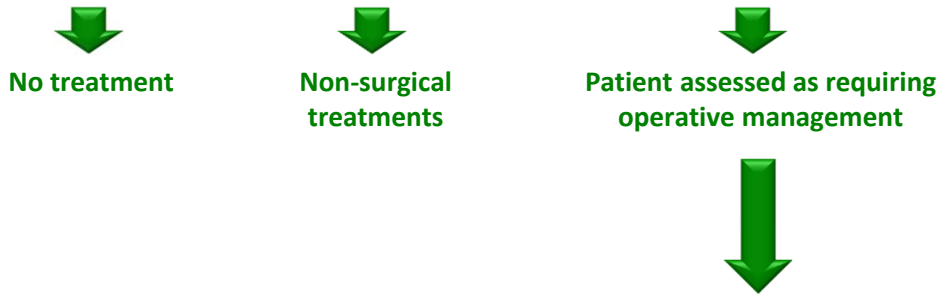 No treatment
Non-surgical
treatments
Patient assessed as requiring
operative management